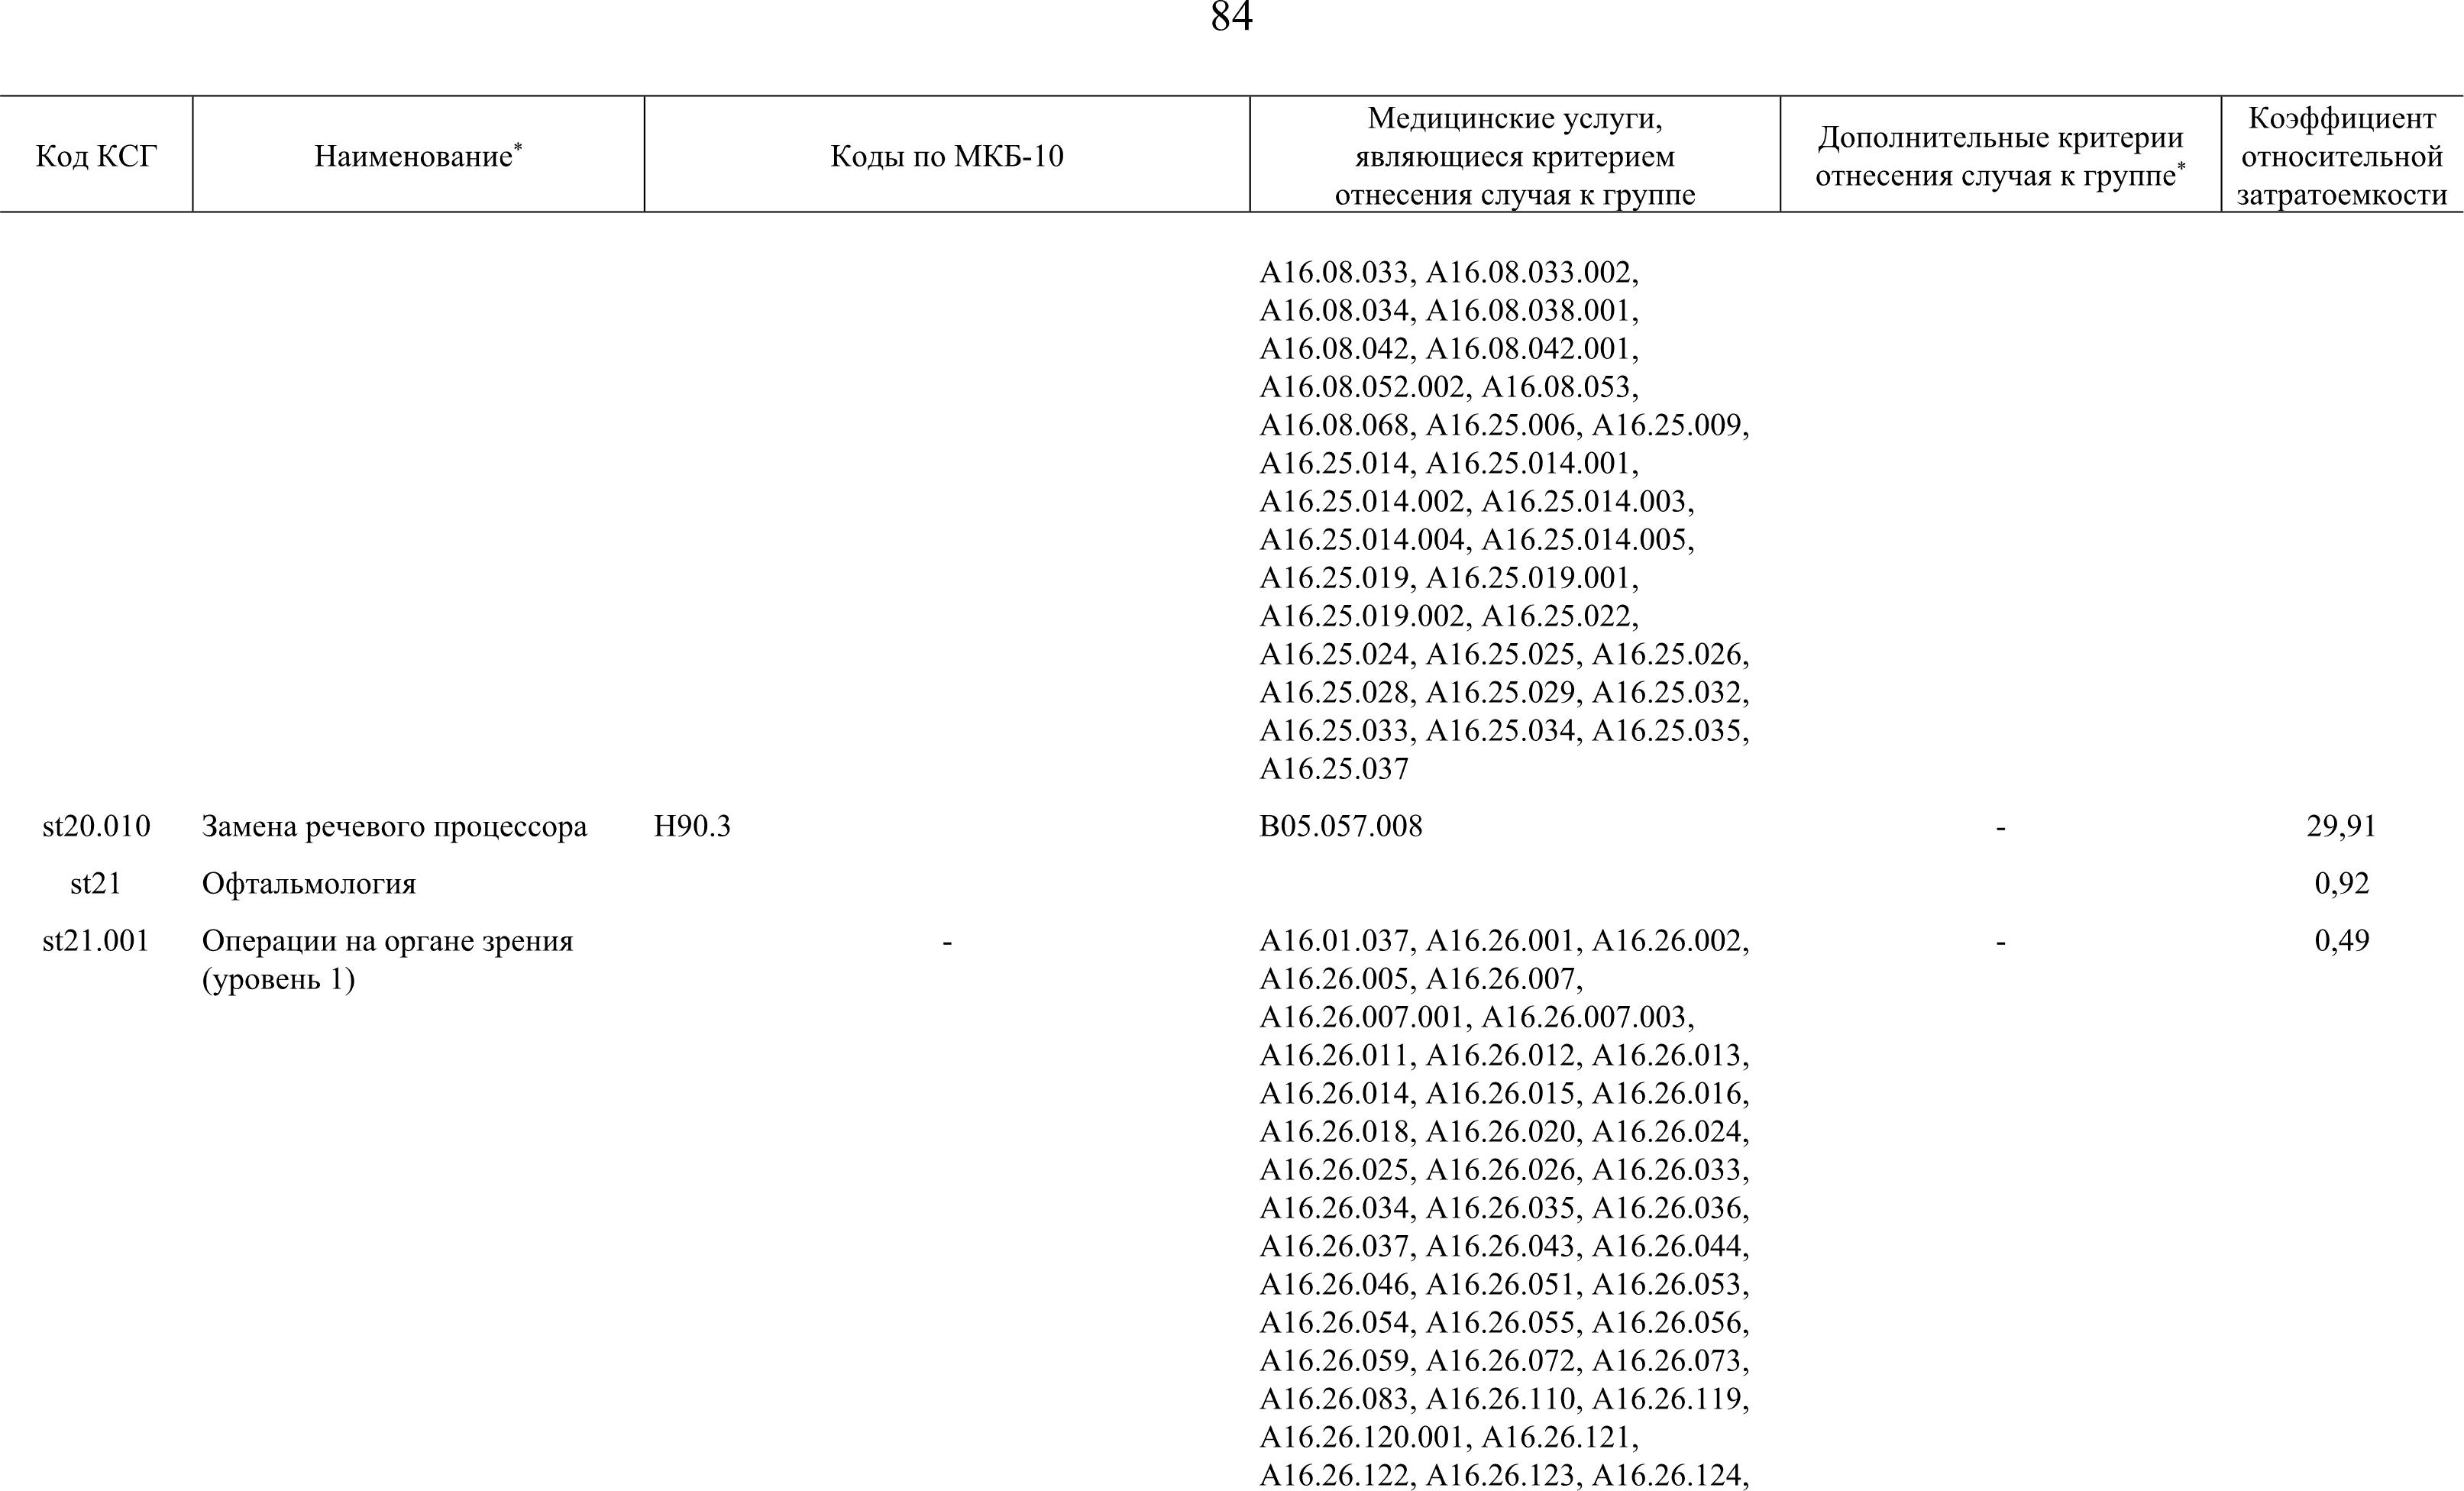 84
Код КСГ
Наименование*
Коды по МКБ-10
Медицинские услуги,
являющиеся критерием
отнесения случая к группе
Дополнительные критерии
отнесения случая к группе*
Коэффициент
относительной
затратоемкости
A16.08.033, A16.08.033.002,
A16.08.034, A16.08.038.001,
A16.08.042, A16.08.042.001,
A16.08.052.002, A16.08.053,
A16.08.068, A16.25.006, A16.25.009,
A16.25.014, A16.25.014.001,
A16.25.014.002, A16.25.014.003,
A16.25.014.004, A16.25.014.005,
A16.25.019, A16.25.019.001,
A16.25.019.002, A16.25.022,
A16.25.024, A16.25.025, A16.25.026,
A16.25.028, A16.25.029, A16.25.032,
A16.25.033, A16.25.034, A16.25.035,
A16.25.037
st20.010 Замена речевого процессора H90.3 B05.057.008 - 29,91
st21 Офтальмология 0,92
st21.001 Операции на органе зрения - A16.01.037, A16.26.001, A16.26.002, - 0,49
(уровень 1) A16.26.005, A16.26.007,
A16.26.007.001, A16.26.007.003,
A16.26.011, A16.26.012, A16.26.013,
A16.26.014, A16.26.015, A16.26.016,
A16.26.018, A16.26.020, A16.26.024,
A16.26.025, A16.26.026, A16.26.033,
A16.26.034, A16.26.035, A16.26.036,
A16.26.037, A16.26.043, A16.26.044,
A16.26.046, A16.26.051, A16.26.053,
A16.26.054, A16.26.055, A16.26.056,
A16.26.059, A16.26.072, A16.26.073,
A16.26.083, A16.26.110, A16.26.119,
A16.26.120.001, A16.26.121,
A16.26.122, A16.26.123, A16.26.124,